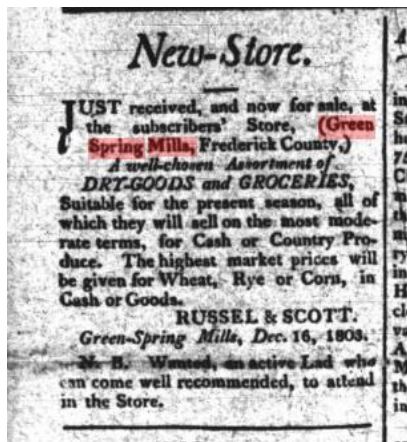 New-Store.
JUST received, and now for sale, at
the subscribers' Store, (Green
Spring Mills, Frederick County,)
A well-chosen Assortment of
DRY-GOODS and GROCERIES,
Suitable for the present season, all of
which they will sell on the most mode-
rate terms, for Cash or Country Pro-
duce. The highest market prices will
be given for Wheat, Rye or Corn, in
Cash or Goods.
RUSSEL & SCOTT.
Green-Spring Mills, Dec. 16, 1803.
N. B. Wanted, an active Lad who
can come well recommended, to attend
in the Store.